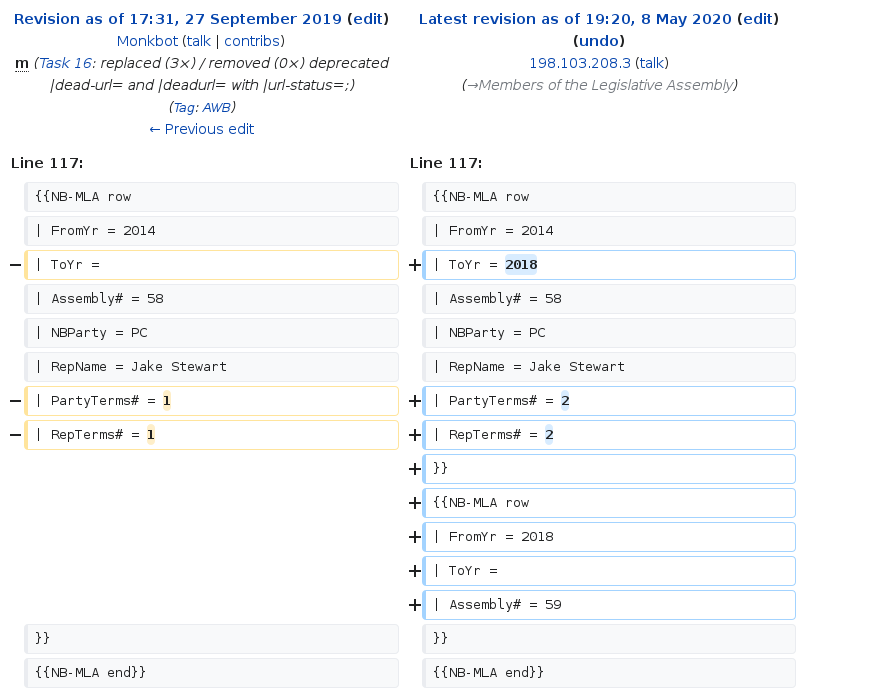 Revision as of 17:31, 27 September 2019 (edit)
Monkbot (talk | contribs)
m (Task 16: replaced (3×) / removed (0×) deprecated
|dead-url= and |deadurl= with |url-status=;)
(Tag: AWB)
← Previous edit
Latest revision as of 19:20, 8 May 2020 (edit)
(undo)
198.103.208.3 (talk)
(→Members of the Legislative Assembly)
Line 117:
{{NB-MLA row
| FromYr = 2014
− | ToYr =
| Assembly# = 58
| NBParty = PC
| RepName = Jake Stewart
− | PartyTerms# = 1
− | RepTerms# = 1
}}
{{NB-MLA end}}
Line 117:
{{NB-MLA row
| FromYr = 2014
+ | ToYr = 2018
| Assembly# = 58
| NBParty = PC
| RepName = Jake Stewart
+ | PartyTerms# = 2
+ | RepTerms# = 2
+ }}
+ {{NB-MLA row
+ | FromYr = 2018
+ | ToYr =
+ | Assembly# = 59
}}
{{NB-MLA end}}